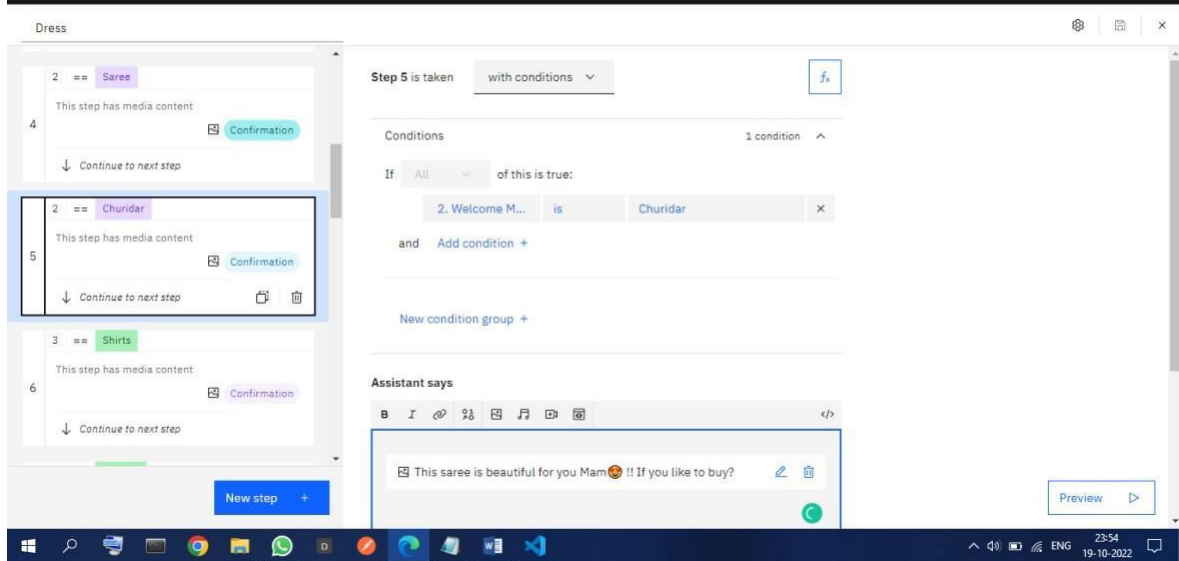 Dress
2 == Saree
This step has media content
4
Confirmation
Continue to next step
2 == Churidar
This step has media content
5
Confirmation
Continue to next step
3 == Shirts
This step has media content
6
Confirmation
Continue to next step
New step +
Step 5 is taken with conditions
fx
Conditions 1 condition
If All of this is true:
2. Welcome M... is Churidar ×
and Add condition +
New condition group +
Assistant says
B I </>
This saree is beautiful for you Mam🤩 !! If you like to buy?
Preview
D
ENG 23:54
19-10-2022